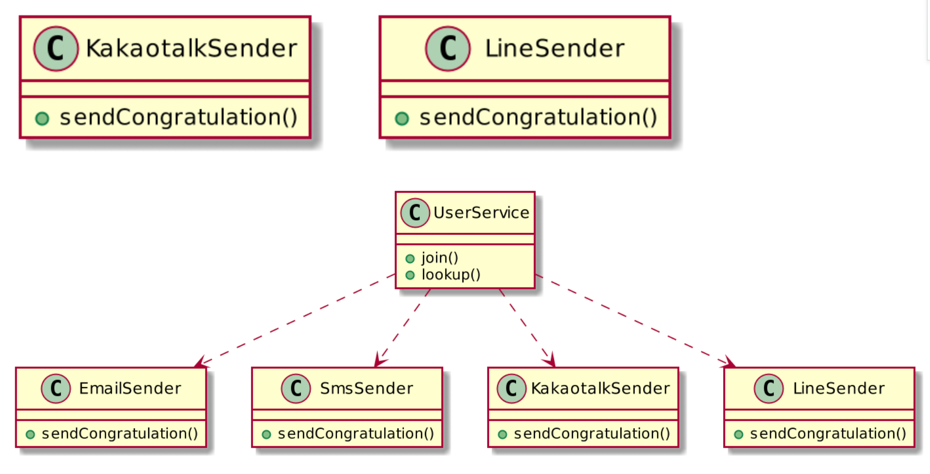 C KakaotalkSender
sendCongratulation()
C LineSender
sendCongratulation()
C UserService
join()
lookup()
C EmailSender
sendCongratulation()
C SmsSender
sendCongratulation()
C KakaotalkSender
sendCongratulation()
C LineSender
sendCongratulation()